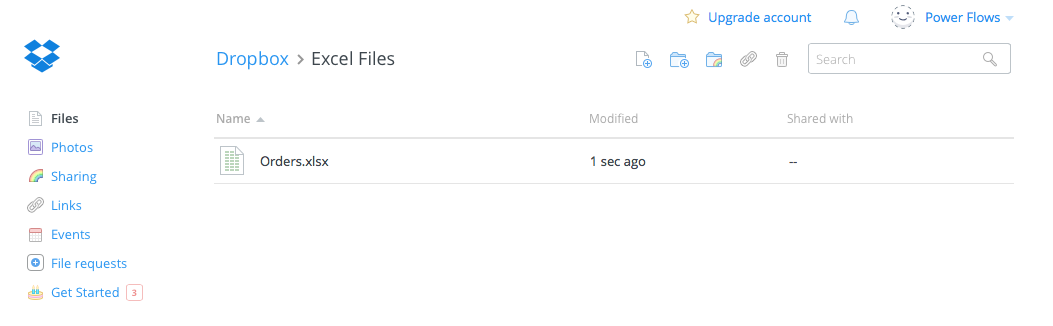 Upgrade account
Power Flows
Dropbox > Excel Files
Search
Files
Photos
Sharing
Links
Events
File requests
Get Started 3
Name Modified Shared with
Orders.xlsx 1 sec ago --